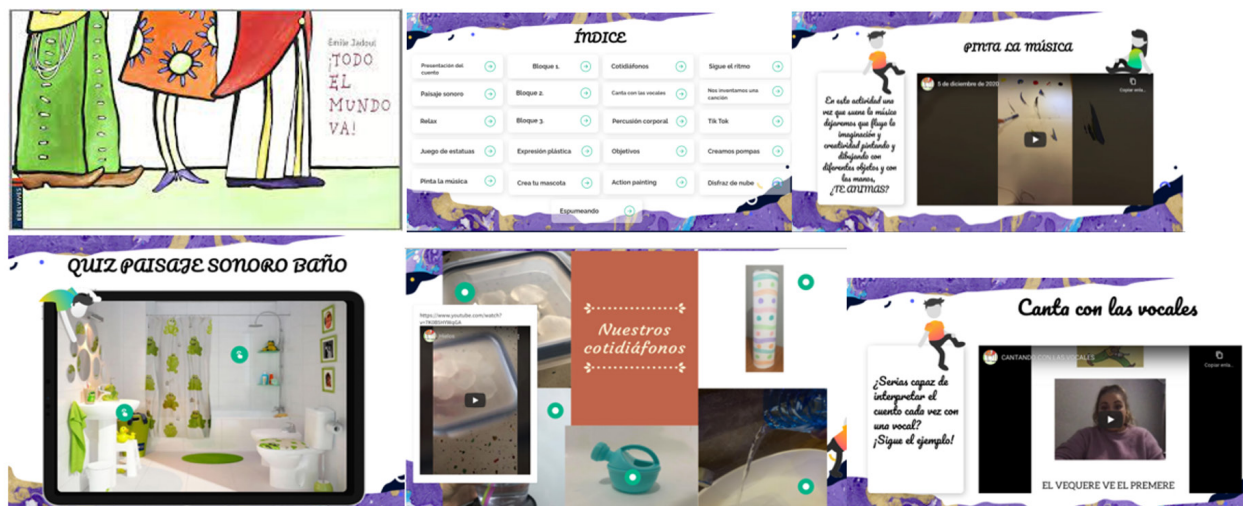 Émile Jadoul
¡TODO
EL
MUNDO
VA!
EDELVIVES
ÍNDICE
Presentación del
cuento
Bloque 1.
Cotidiáfonos
Sigue el ritmo
Paisaje sonoro
Bloque 2.
Canta con las vocales
Nos inventamos una
canción
Relax
Bloque 3.
Percusión corporal
Tik Tok
Juego de estatuas
Expresión plástica
Objetivos
Creamos pompas
Pinta la música
Crea tu mascota
Action painting
Disfraz de nube
Espumeando
PINTA LA MÚSICA
En esta actividad una
vez que suene la música
dejaremos que fluya la
imaginación y
creatividad pintando y
dibujando con
diferentes objetos y con
las manos,
¿TE ANIMAS?
5 de diciembre de 2020
Copiar enla...
QUIZ PAISAJE SONORO BAÑO
https://www.youtube.com/watch?
Nuestros
cotidiáfonos
Canta con las vocales
¿Serías capaz de
interpretar el
cuento cada vez con
una vocal?
¡Sigue el ejemplo!
CANTANDO CON LAS VOCALES
Copiar enla...
EL VEQUERE VE EL PREMERE